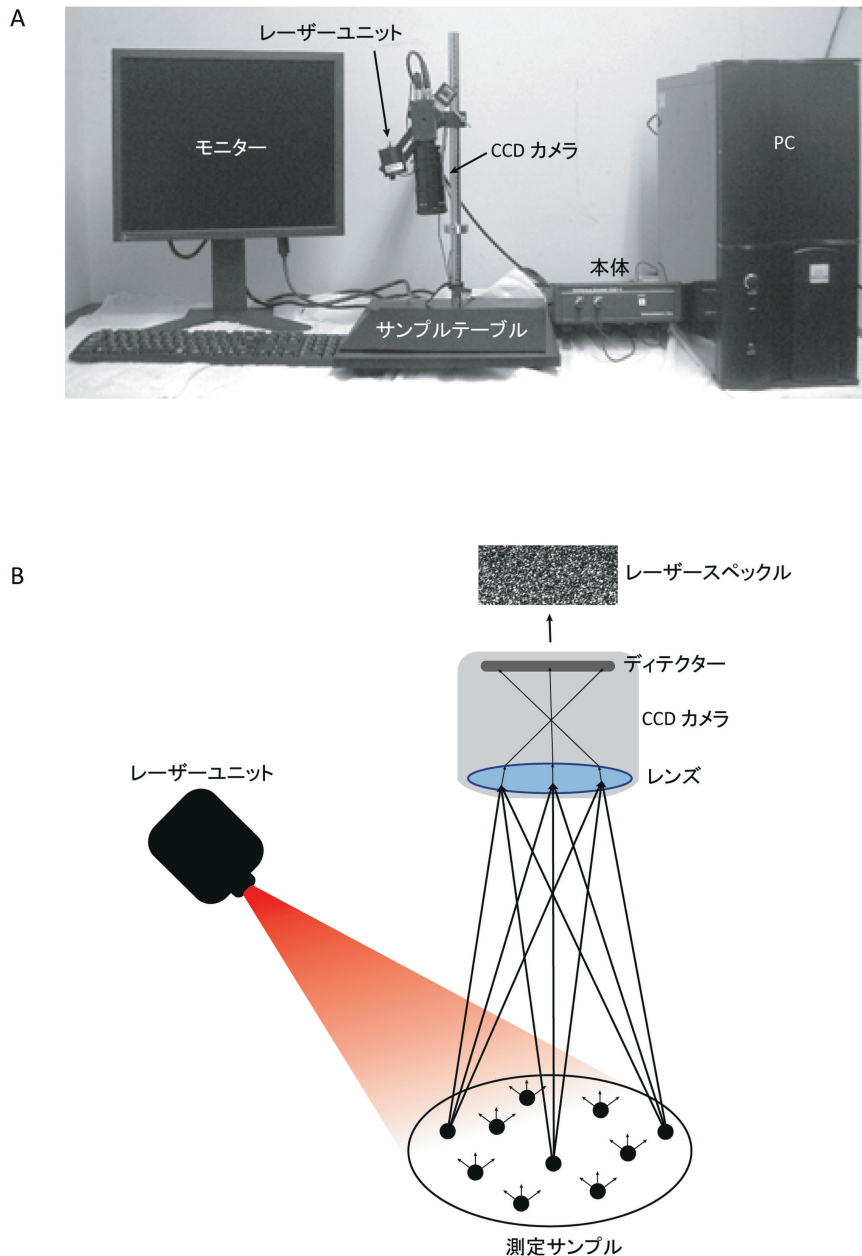 A
レーザーユニット
モニター
CCD カメラ
PC
本体
サンプルテーブル
B
レーザースペックル
ディテクター
CCD カメラ
レーザーユニット
レンズ
測定サンプル